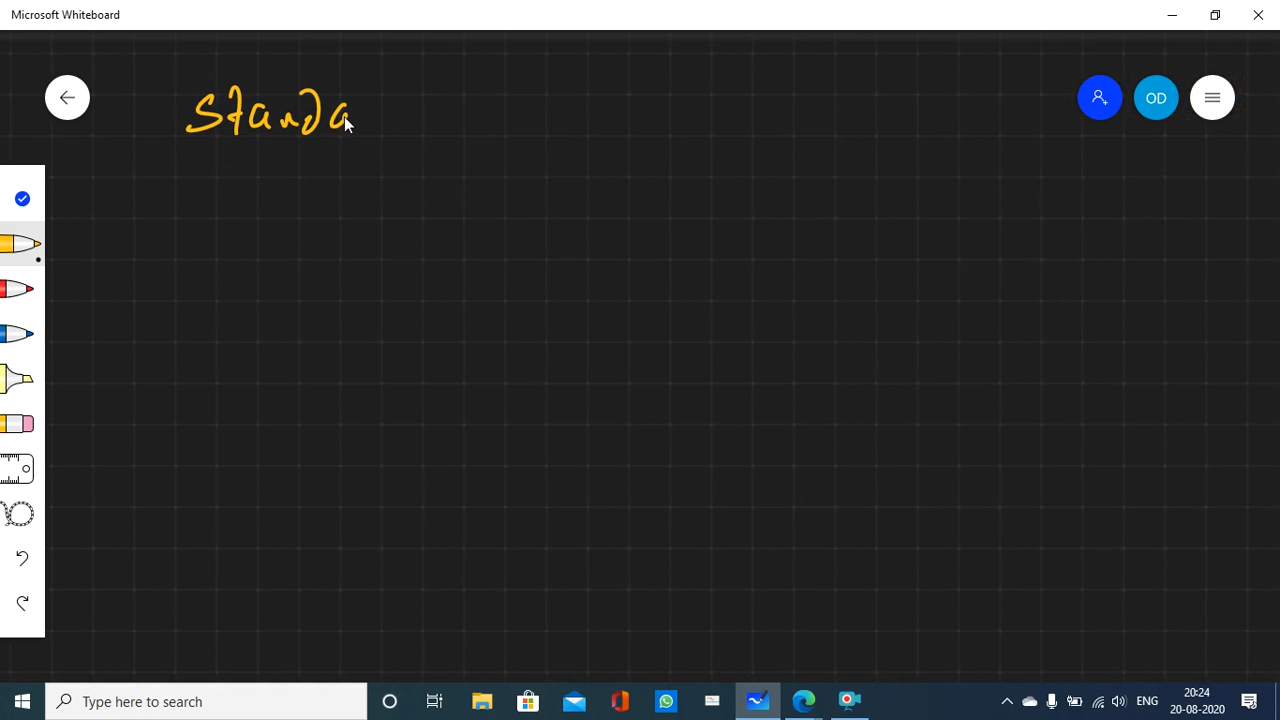 Microsoft Whiteboard
Standa
OD
Type here to search
ENG
20:24
20-08-2020